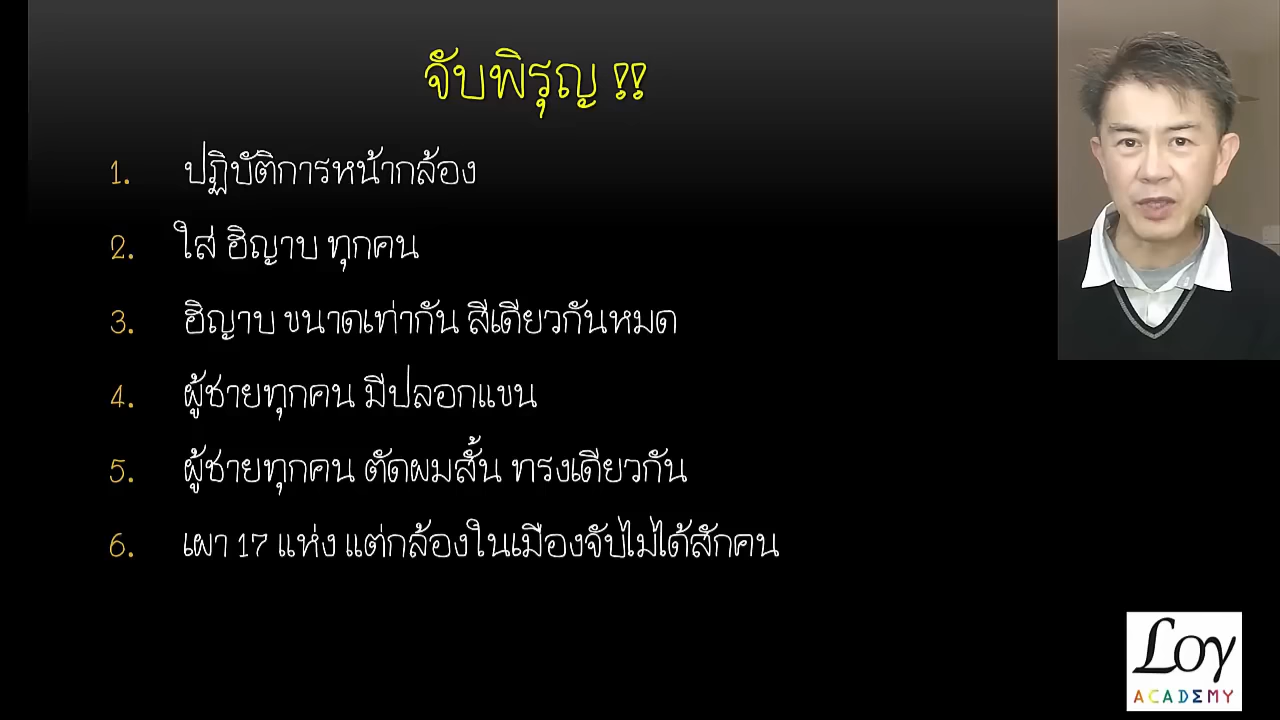 จับพิรุญ !!
1. ปฏิบัติการหน้ากล้อง
2. ใส่ ฮิญาบ ทุกคน
3. ฮิญาบ ขนาดเท่ากัน สีเดียวกันหมด
4. ผู้ชายทุกคน มีปลอกแขน
5. ผู้ชายทุกคน ตัดผมสั้น ทรงเดียวกัน
6. เผา 17 แห่ง แต่กล้องในเมืองจับไม่ได้สักคน
Loy
ACADEMY